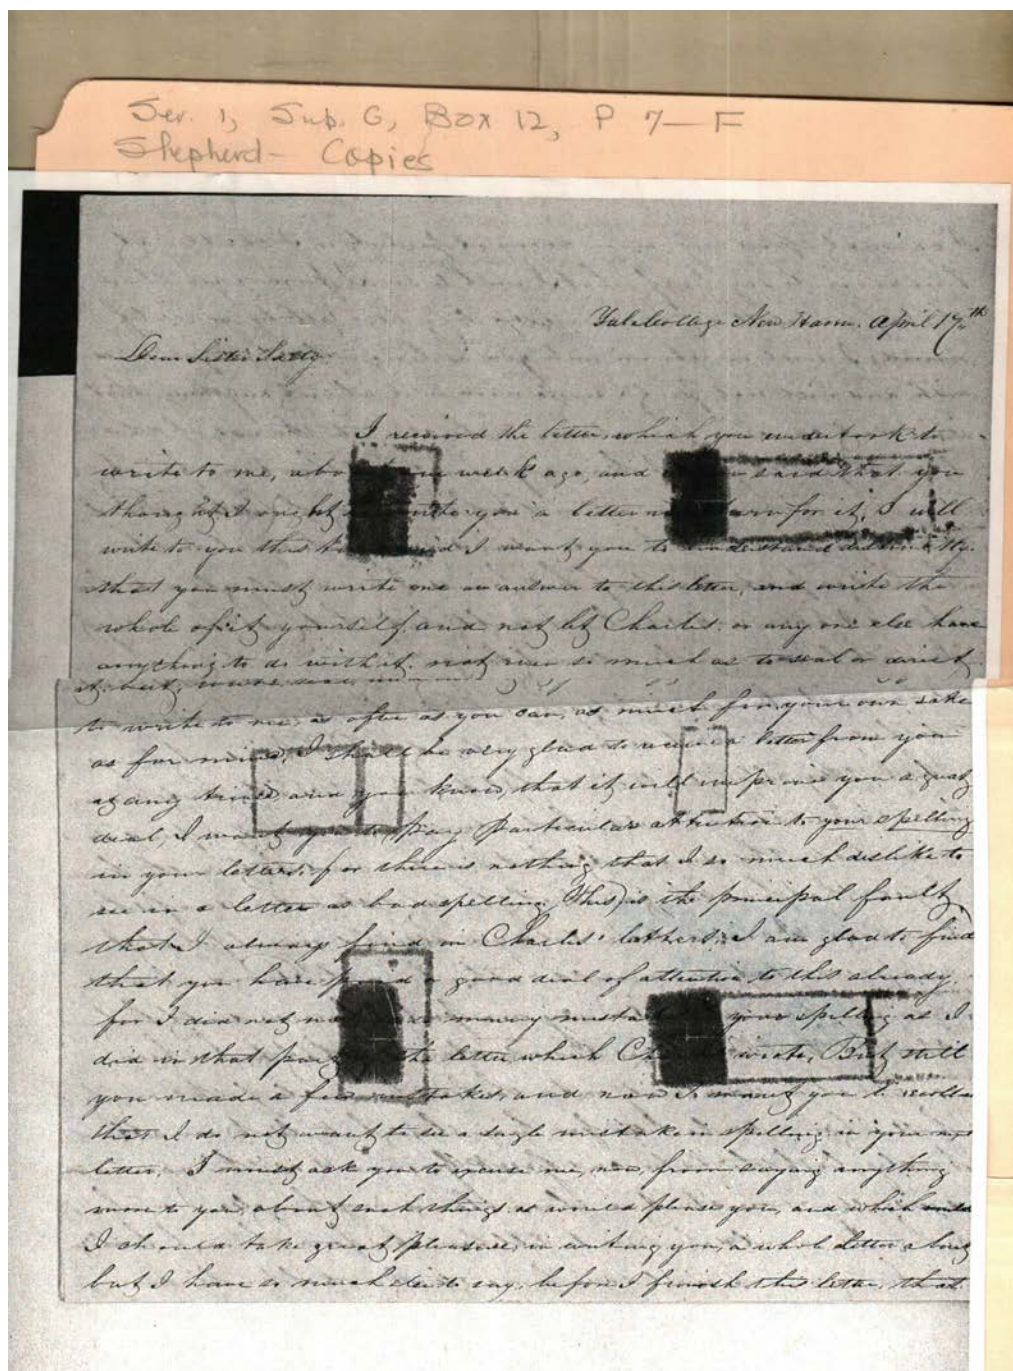 Ser. 1, Sub. G, Box 12, P 7-F
Shepherd - Copies
Yale College New Haven. April 17th
Dear Sister Sally.
I received the letter, which you undertook to
write to me, about week ago, and said that you
thought I ought write you a letter return for it, I will
write to you this and I want you to understand distinctly.
that you must write one in answer to this letter, and write the
whole of it yourself, and not let Charles. or any one else have
anything to do with it. not even so much as to seal or direct
it. but
to write to me, as often as you can, as much for your own sake
as for mine, I shall be very glad to receive a letter from you
at any time and you know, that it will improve you a great
deal, I want you to pay particular attention to your spelling
in your letters. for there is nothing that I so much dislike to
see in a letter as bad spelling, This is the principal fault
that I always find in Charles' letters. I am glad to find
that you have paid a good deal of attention to this already
for I did not so many mistakes your spelling as I
did in that part the letter which Charles wrote, But still
you made a few mistakes, and now I want you to
that I do not want to see a single mistake in spelling in your next
letter. I must ask you to excuse me, now, from saying anything
more to you, about such things as would please you, and which
I should take great pleasure, in writing you, a whole letter about
but I have so much else to say, before I finish this letter, that